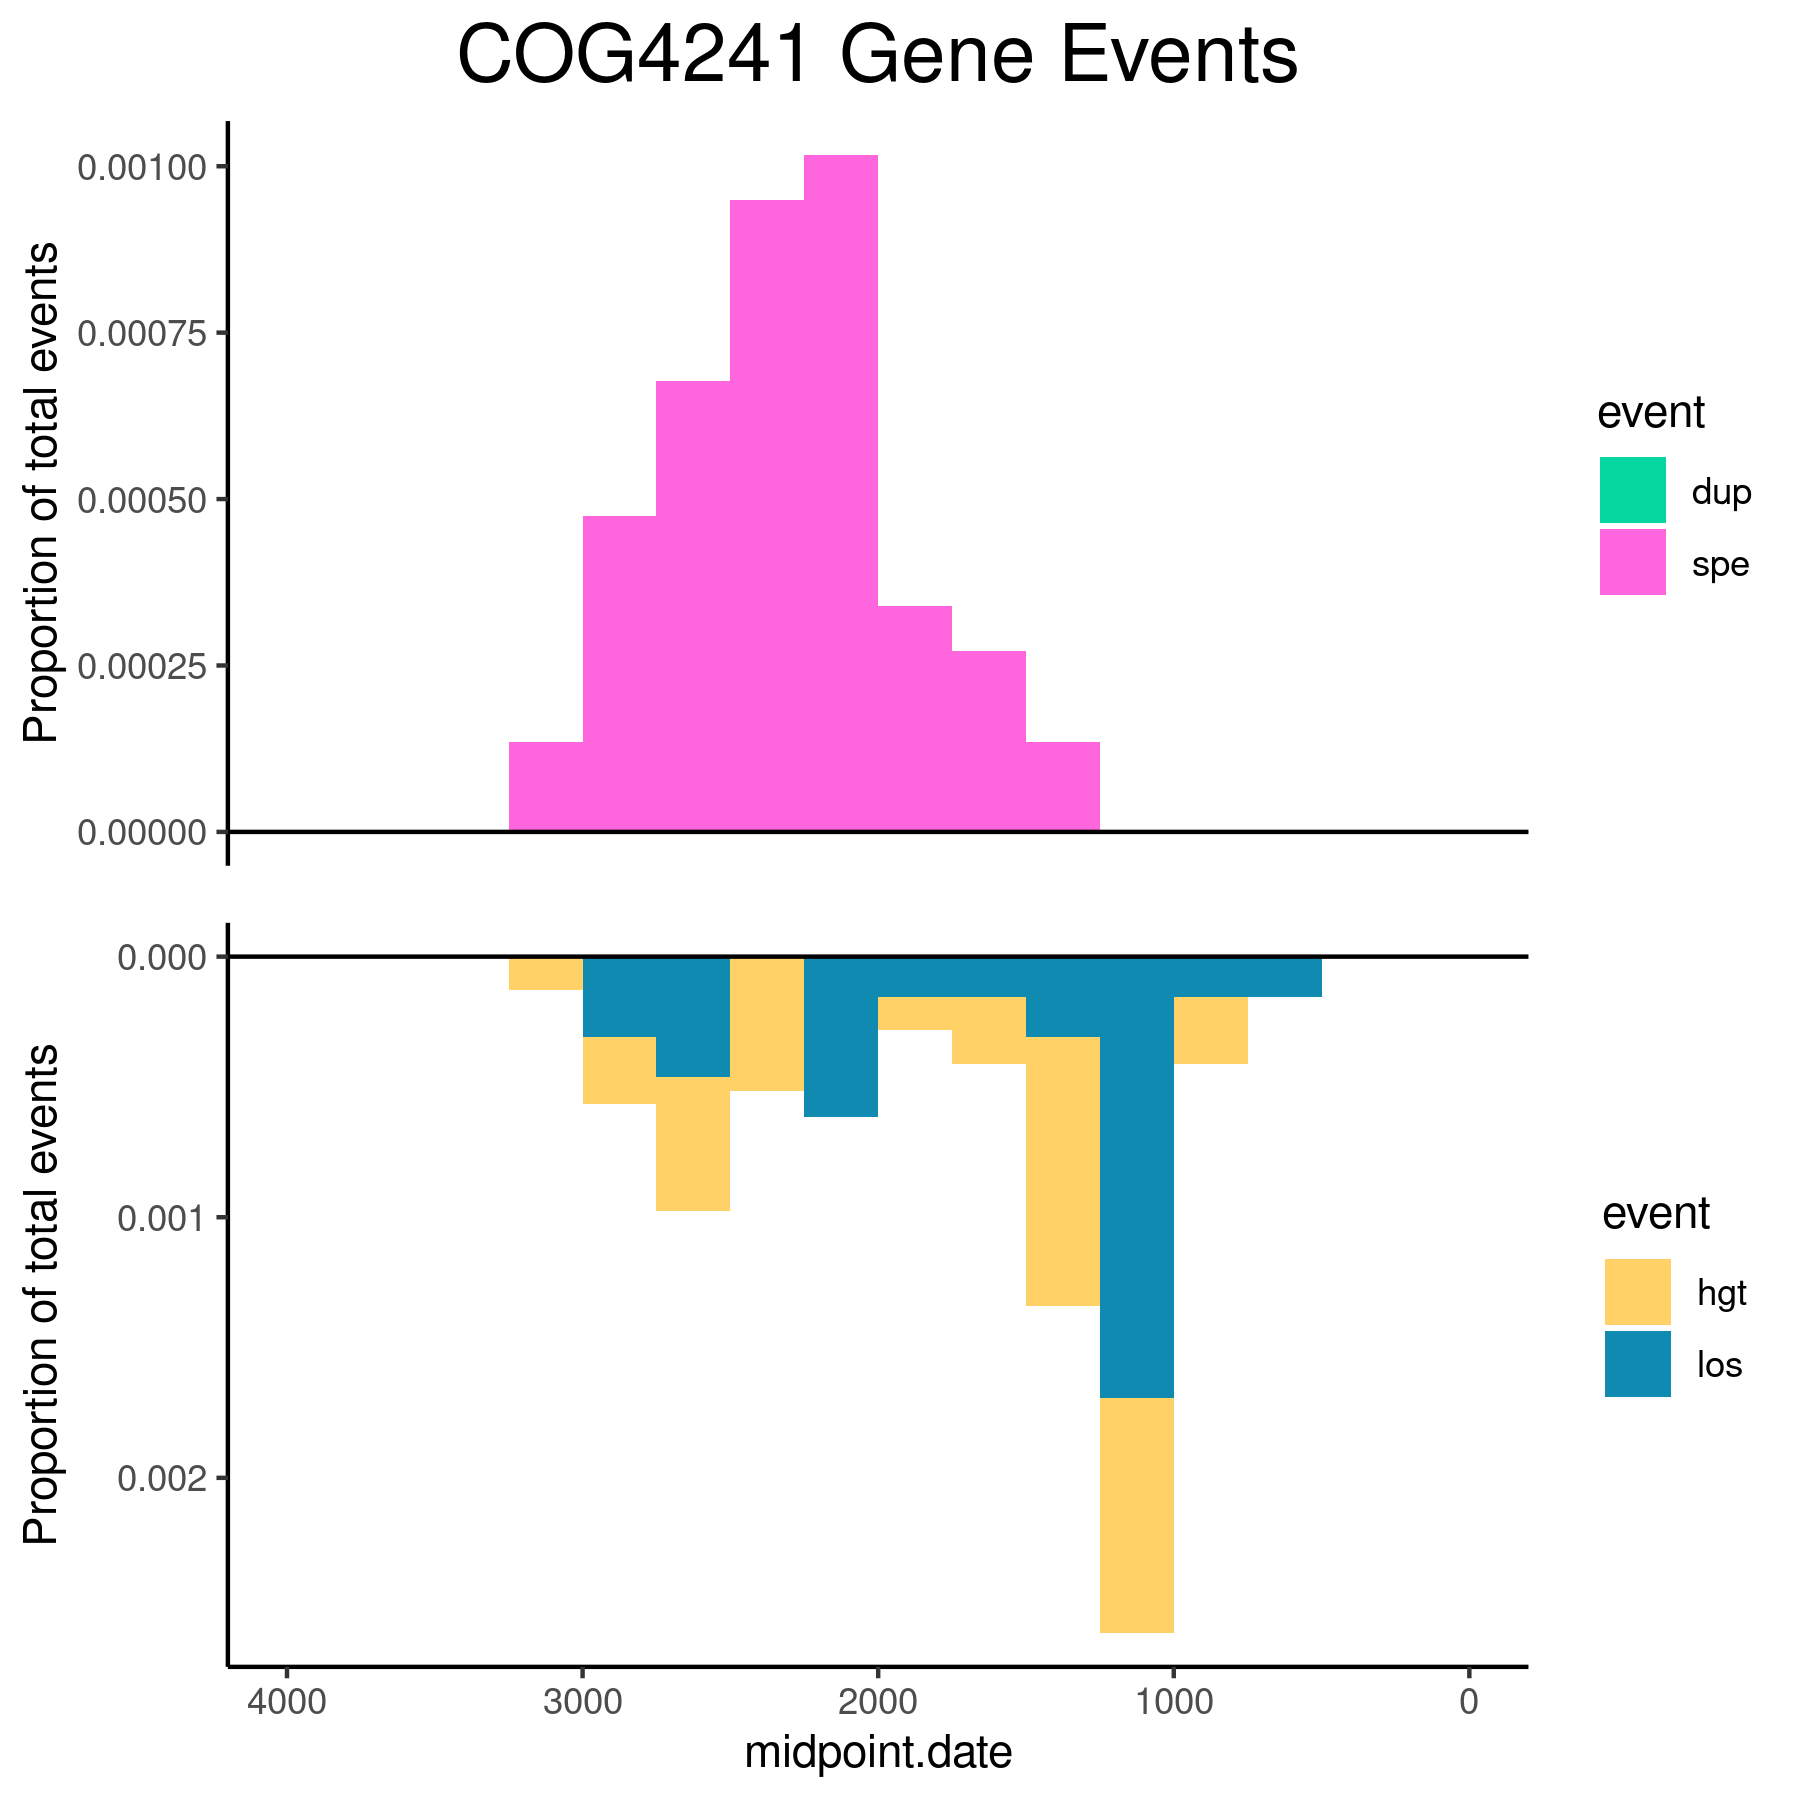 COG4241 Gene Events
Proportion of total events
0.00100
0.00075
0.00050
0.00025
0.00000
event
dup
spe
Proportion of total events
0.000
0.001
0.002
event
hgt
los
4000 3000 2000 1000 0
midpoint.date